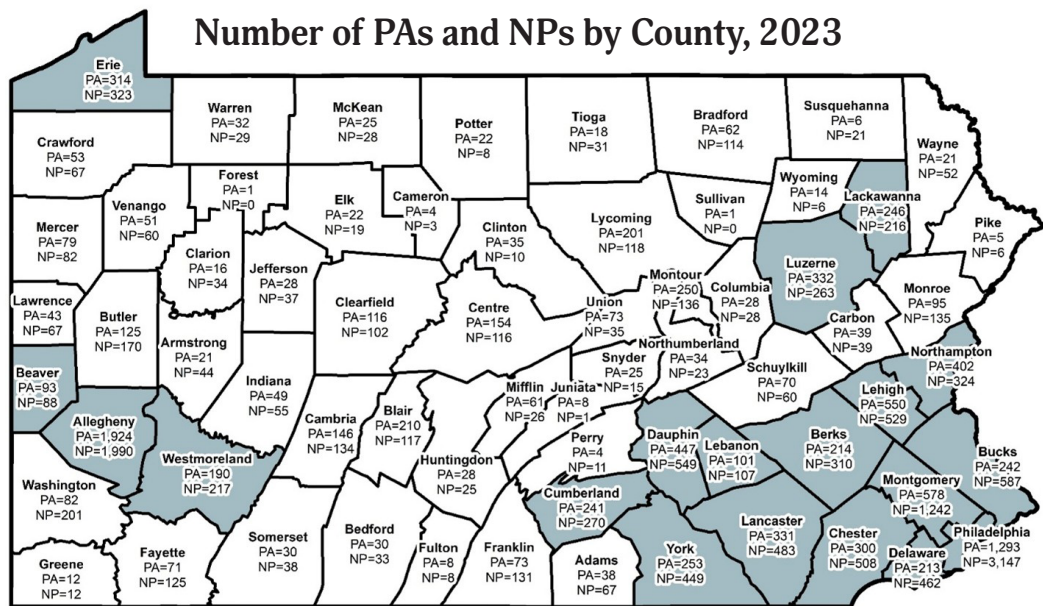 Number of PAs and NPs by County, 2023
Erie
PA=314
NP=323
Warren
PA=32
NP=29
McKean
PA=25
NP=28
Potter
PA=22
NP=8
Tioga
PA=18
NP=31
Bradford
PA=62
NP=114
Susquehanna
PA=6
NP=21
Wayne
PA=21
NP=52
Crawford
PA=53
NP=67
Forest
PA=1
NP=0
Venango
PA=51
NP=60
Elk
PA=22
NP=19
Cameron
PA=4
NP=3
Sullivan
PA=1
NP=0
Wyoming
PA=14
NP=6
Lackawanna
PA=246
NP=216
Mercer
PA=79
NP=82
Clarion
PA=16
NP=34
Jefferson
PA=28
NP=37
Clinton
PA=35
NP=10
Lycoming
PA=201
NP=118
Pike
PA=5
NP=6
Luzerne
PA=332
NP=263
Lawrence
PA=43
NP=67
Butler
PA=125
NP=170
Clearfield
PA=116
NP=102
Centre
PA=154
NP=116
Union
PA=73
NP=35
Montour
PA=250
NP=136
Columbia
PA=28
NP=28
Monroe
PA=95
NP=135
Carbon
PA=39
NP=39
Armstrong
PA=21
NP=44
Northumberland
PA=34
NP=23
Snyder
PA=25
NP=15
Schuylkill
PA=70
NP=60
Northampton
PA=402
NP=324
Beaver
PA=93
NP=88
Indiana
PA=49
NP=55
Mifflin
PA=61
NP=26
Juniata
PA=8
NP=1
Lehigh
PA=550
NP=529
Allegheny
PA=1,924
NP=1,990
Cambria
PA=146
NP=134
Blair
PA=210
NP=117
Perry
PA=4
NP=11
Dauphin
PA=447
NP=549
Lebanon
PA=101
NP=107
Berks
PA=214
NP=310
Bucks
PA=242
NP=587
Westmoreland
PA=190
NP=217
Huntingdon
PA=28
NP=25
Washington
PA=82
NP=201
Cumberland
PA=241
NP=270
Montgomery
PA=578
NP=1,242
Lancaster
PA=331
NP=483
Chester
PA=300
NP=508
Philadelphia
PA=1,293
NP=3,147
Delaware
PA=213
NP=462
Greene
PA=12
NP=12
Fayette
PA=71
NP=125
Somerset
PA=30
NP=38
Bedford
PA=30
NP=33
Fulton
PA=8
NP=8
Franklin
PA=73
NP=131
Adams
PA=38
NP=67
York
PA=253
NP=449